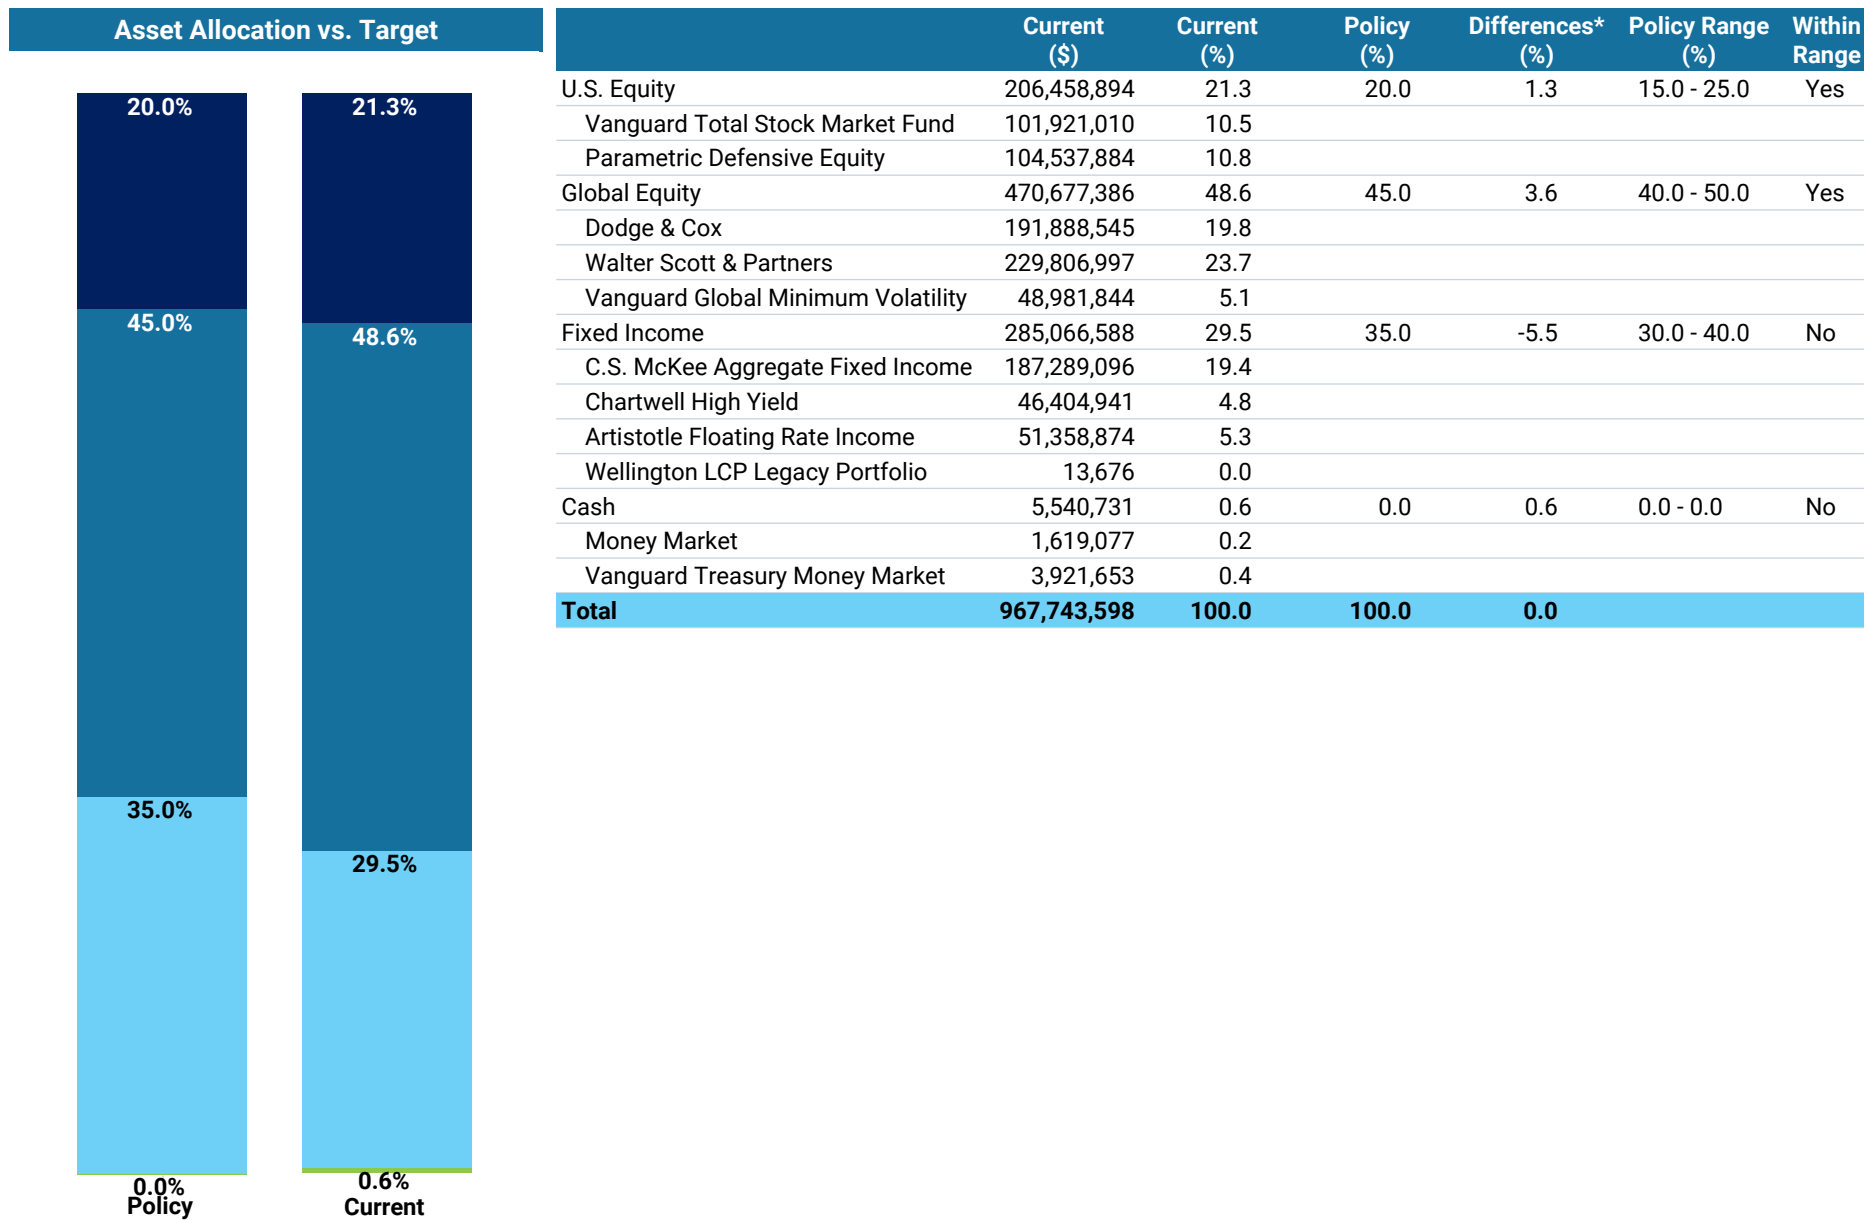 Asset Allocation vs. Target
20.0%
45.0%
35.0%
0.0%
Policy
21.3%
48.6%
29.5%
0.6%
Current
Current ($) Current (%) Policy (%) Differences* (%) Policy Range (%) Within Range
U.S. Equity 206,458,894 21.3 20.0 1.3 15.0 - 25.0 Yes
Vanguard Total Stock Market Fund 101,921,010 10.5
Parametric Defensive Equity 104,537,884 10.8
Global Equity 470,677,386 48.6 45.0 3.6 40.0 - 50.0 Yes
Dodge & Cox 191,888,545 19.8
Walter Scott & Partners 229,806,997 23.7
Vanguard Global Minimum Volatility 48,981,844 5.1
Fixed Income 285,066,588 29.5 35.0 -5.5 30.0 - 40.0 No
C.S. McKee Aggregate Fixed Income 187,289,096 19.4
Chartwell High Yield 46,404,941 4.8
Artistotle Floating Rate Income 51,358,874 5.3
Wellington LCP Legacy Portfolio 13,676 0.0
Cash 5,540,731 0.6 0.0 0.6 0.0 - 0.0 No
Money Market 1,619,077 0.2
Vanguard Treasury Money Market 3,921,653 0.4
Total 967,743,598 100.0 100.0 0.0